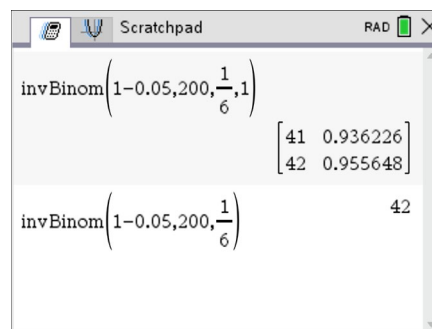 Scratchpad RAD
invBinom(1-0.05,200,1/6,1)
[41 0.936226
42 0.955648]
invBinom(1-0.05,200,1/6) 42